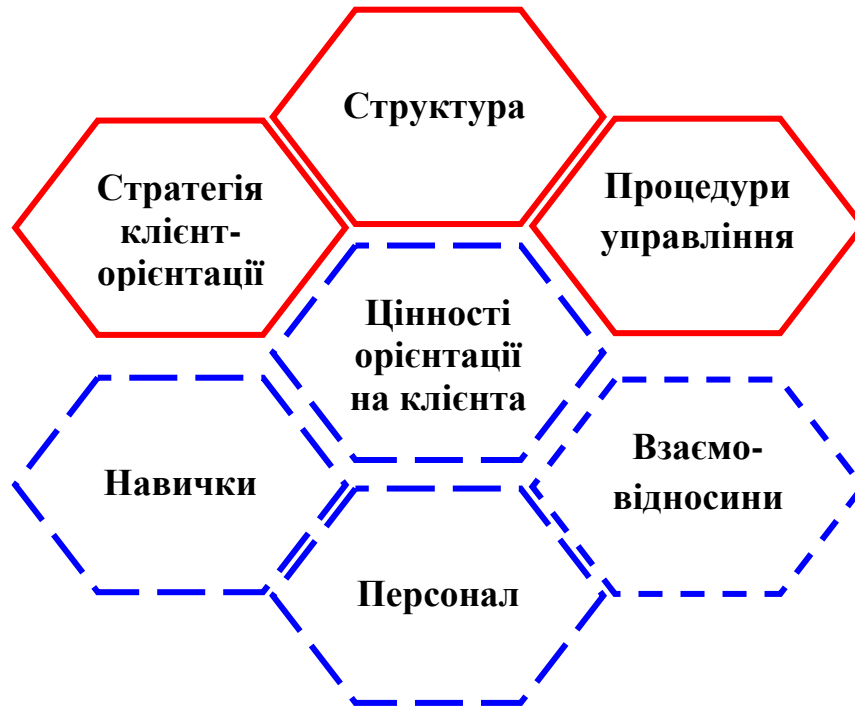 Структура
Стратегія
клієнт-
орієнтації
Процедури
управління
Цінності
орієнтації
на клієнта
Навички
Взаємо-
відносини
Персонал